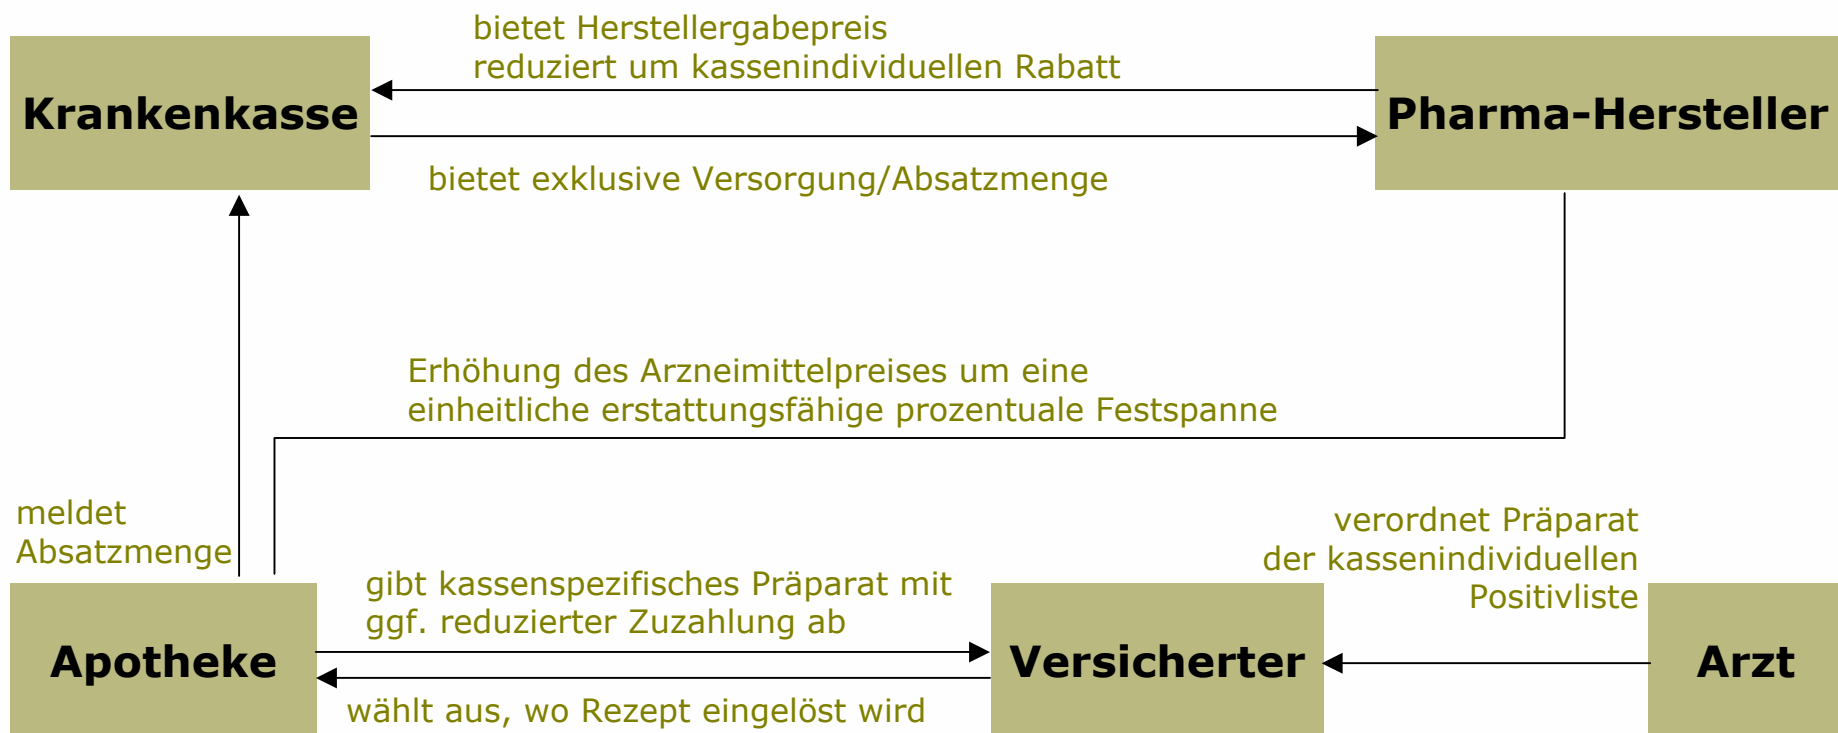 bietet Herstellergabepreis
reduziert um kassenindividuellen Rabatt
Krankenkasse
Pharma-Hersteller
bietet exklusive Versorgung/Absatzmenge
Erhöhung des Arzneimittelpreises um eine
einheitliche erstattungsfähige prozentuale Festspanne
meldet
Absatzmenge
verordnet Präparat
der kassenindividuellen
Positivliste
gibt kassenspezifisches Präparat mit
ggf. reduzierter Zuzahlung ab
Apotheke
Versicherter
Arzt
wählt aus, wo Rezept eingelöst wird